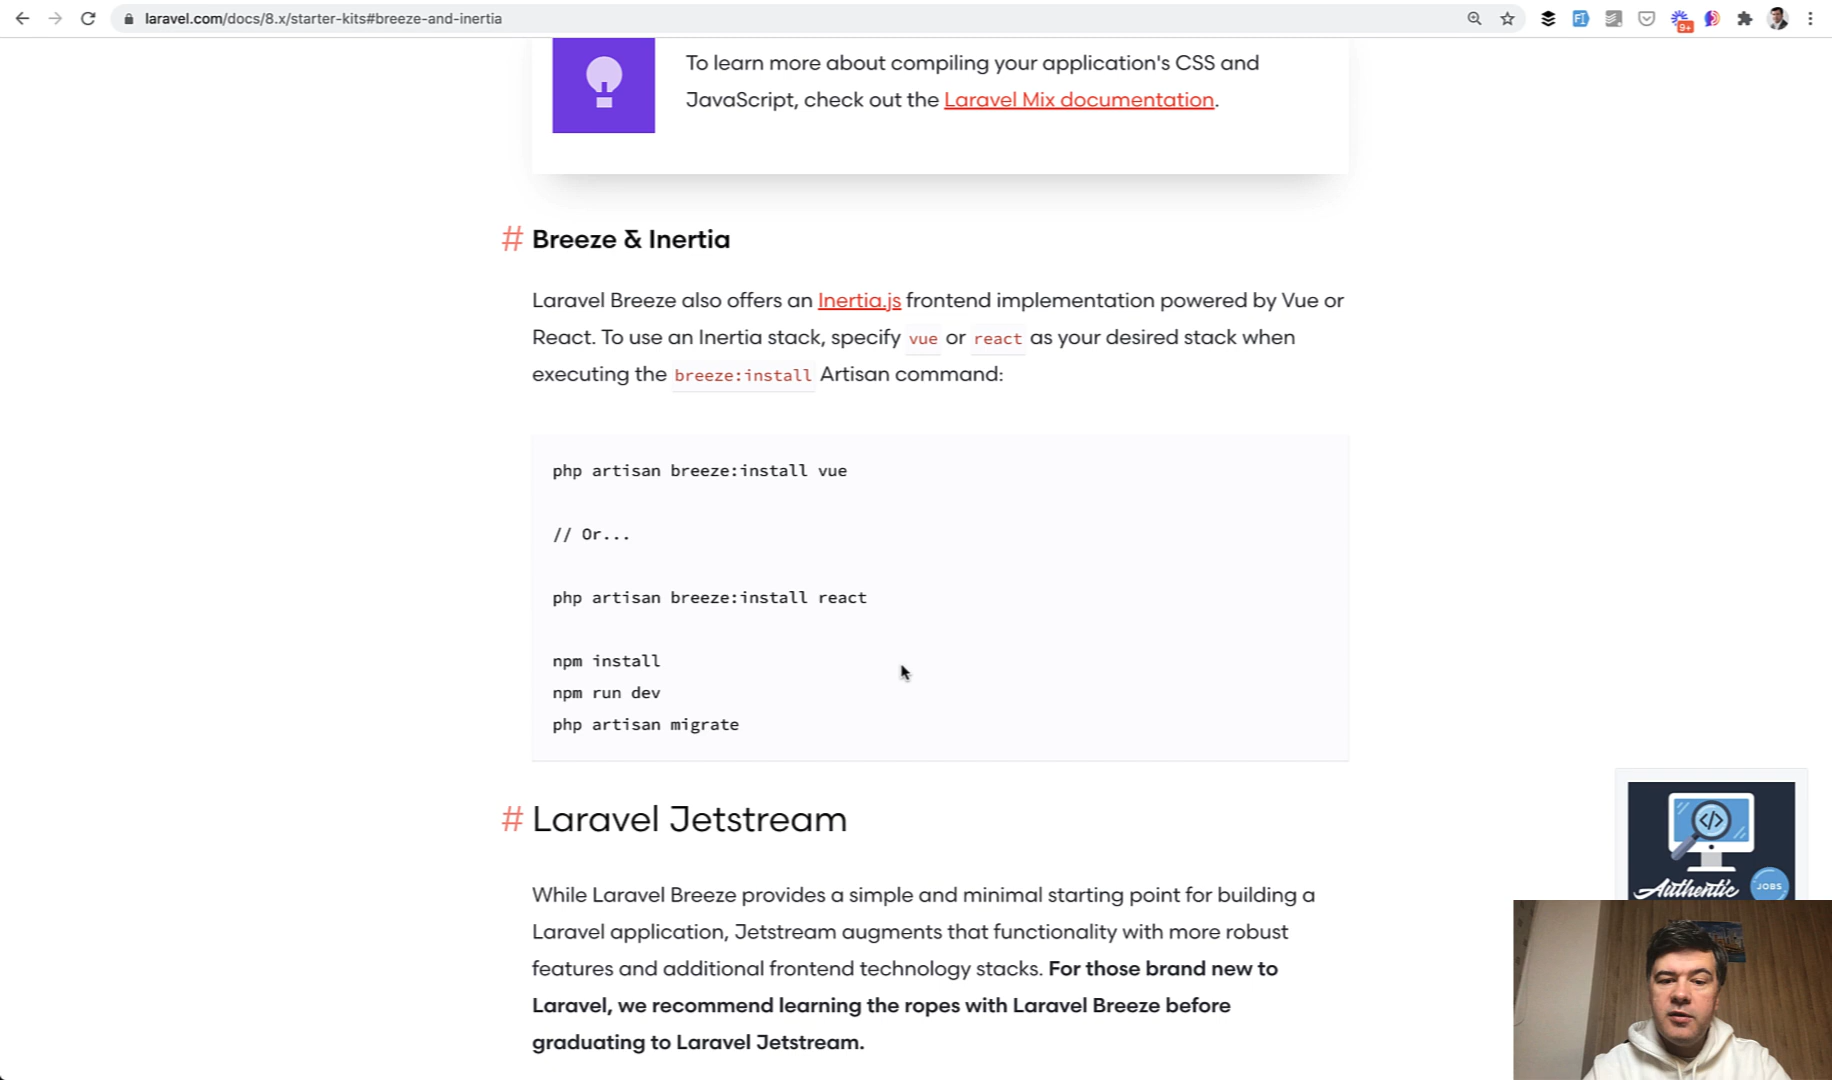 laravel.com/docs/8.x/starter-kits#breeze-and-inertia
9+
To learn more about compiling your application's CSS and
JavaScript, check out the Laravel Mix documentation.
# Breeze & Inertia
Laravel Breeze also offers an Inertia.js frontend implementation powered by Vue or
React. To use an Inertia stack, specify vue or react as your desired stack when
executing the breeze:install Artisan command:
php artisan breeze:install vue
// Or...
php artisan breeze:install react
npm install
npm run dev
php artisan migrate
# Laravel Jetstream
While Laravel Breeze provides a simple and minimal starting point for building a
Laravel application, Jetstream augments that functionality with more robust
features and additional frontend technology stacks. For those brand new to
Laravel, we recommend learning the ropes with Laravel Breeze before
graduating to Laravel Jetstream.
</>
Authentic JOBS